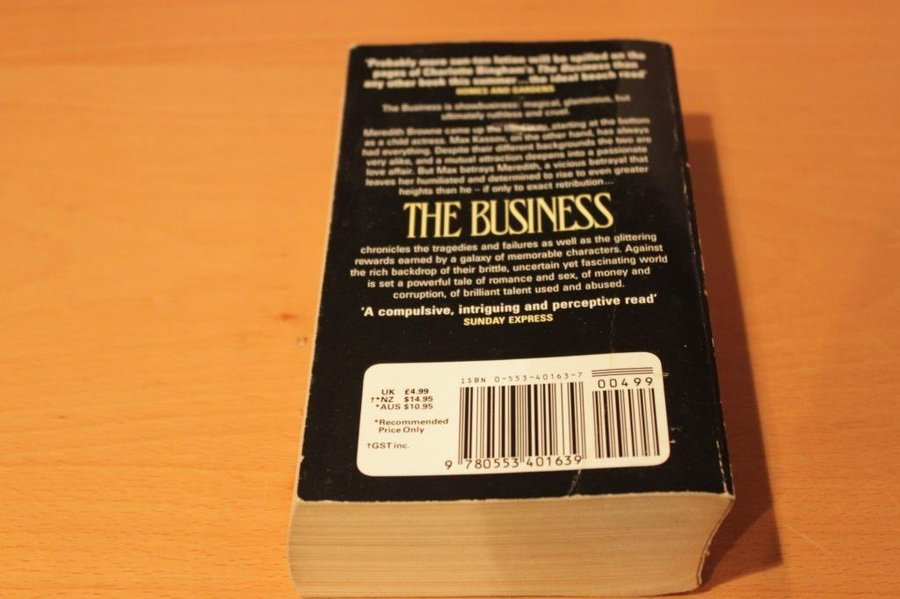 'Probably more sun-tan lotion will be spilled on the
pages of Charlotte Bingham's The Business than
any other book this summer... the ideal beach read'
HOMES AND GARDENS
The Business is showbusiness: magical, glamorous, but
ultimately ruthless and cruel.
Meredith Browne came up the hard way, starting at the bottom
as a child actress. Max Kassov, on the other hand, has always
had everything. Despite their different backgrounds the two are
very alike, and a mutual attraction deepens into a passionate
love affair. But Max betrays Meredith, a vicious betrayal that
leaves her humiliated and determined to rise to even greater
heights than he – if only to exact retribution...
THE BUSINESS
chronicles the tragedies and failures as well as the glittering
rewards earned by a galaxy of memorable characters. Against
the rich backdrop of their brittle, uncertain yet fascinating world
is set a powerful tale of romance and sex, of money and
corruption, of brilliant talent used and abused.
'A compulsive, intriguing and perceptive read'
SUNDAY EXPRESS
UK £4.99
†*NZ $14.95
*AUS $10.95
*Recommended
Price Only
†GST inc.
ISBN 0-553-40163-7
00499
9 780553 401639